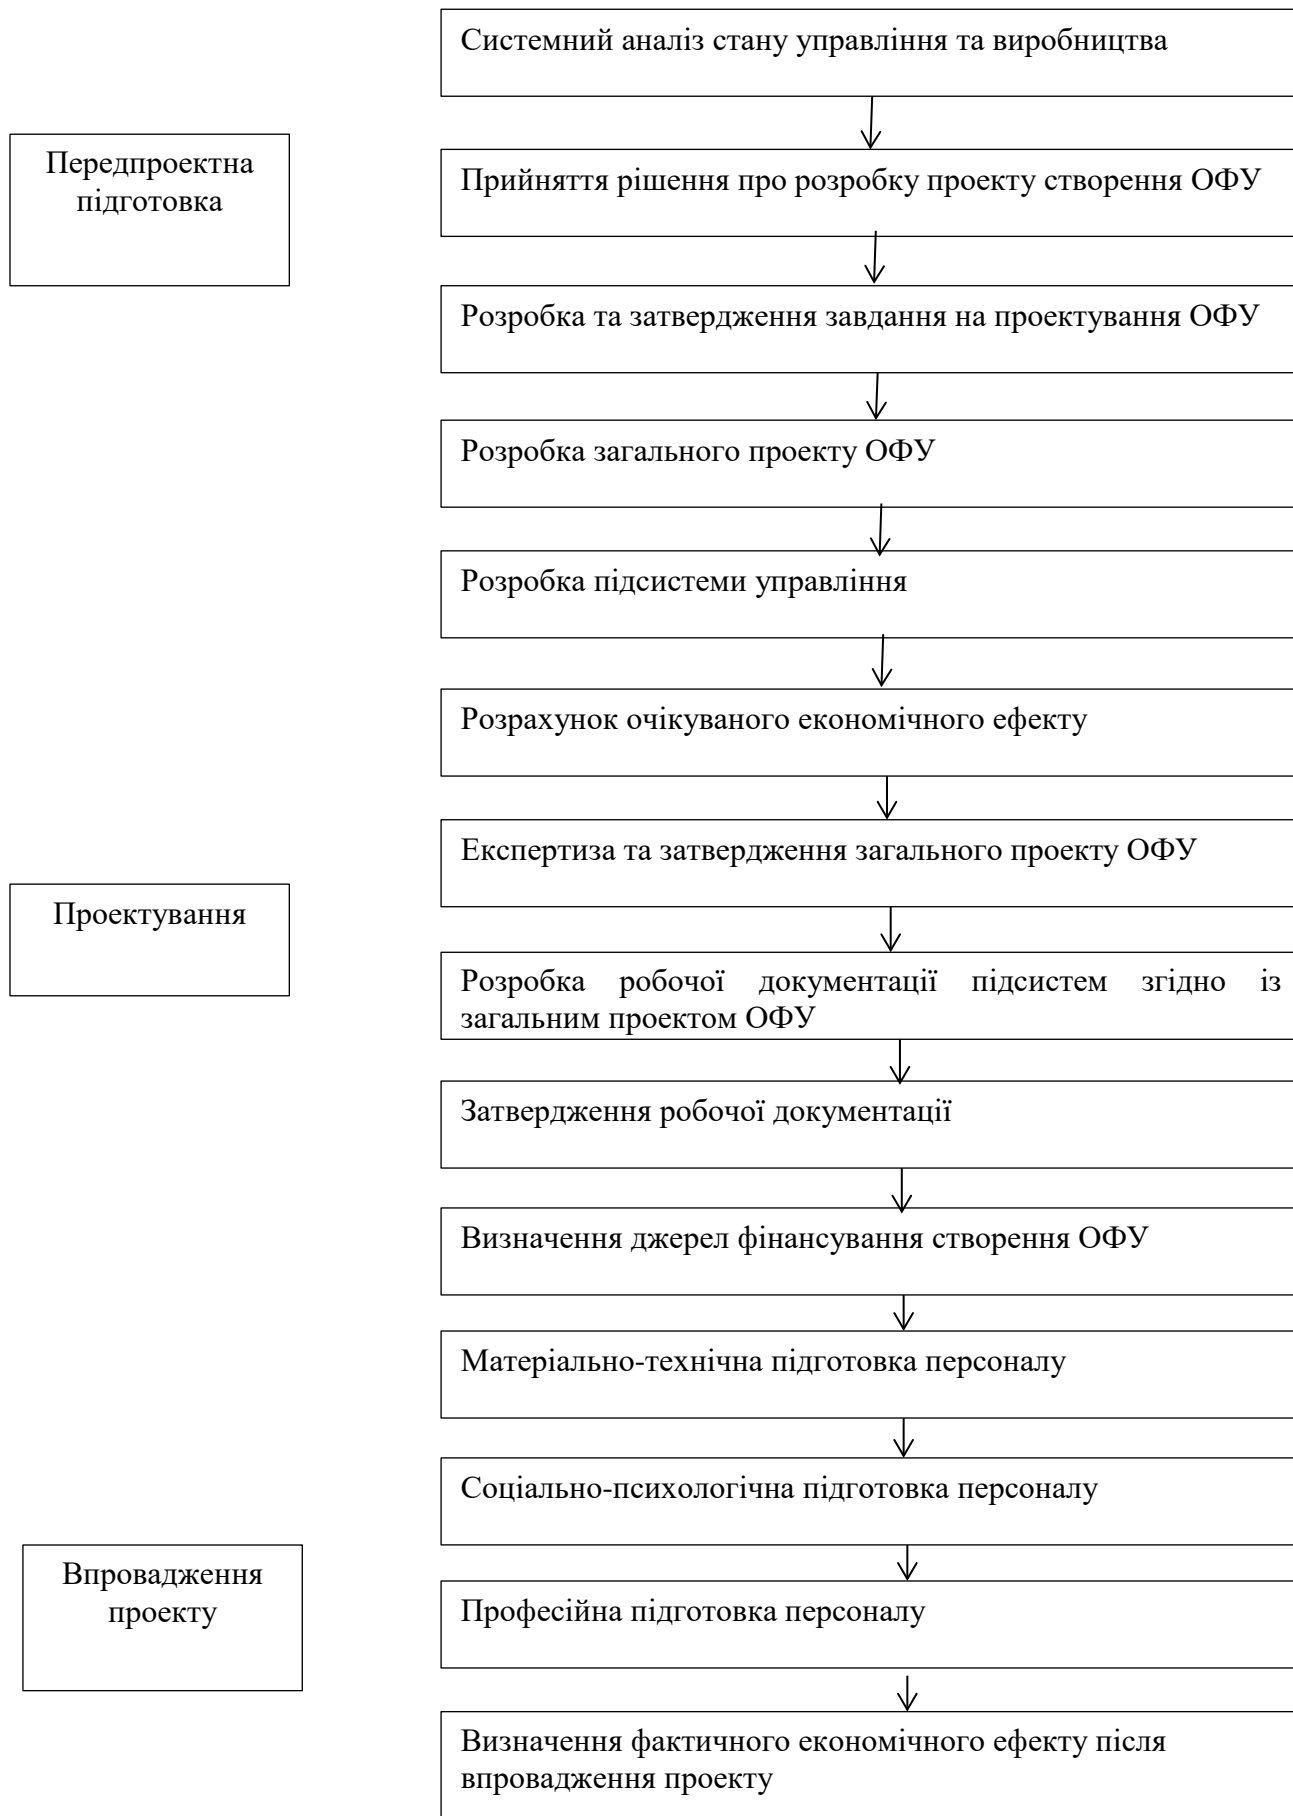 Системний аналіз стану управління та виробництва
Передпроектна
підготовка
Прийняття рішення про розробку проекту створення ОФУ
Розробка та затвердження завдання на проектування ОФУ
Розробка загального проекту ОФУ
Розробка підсистеми управління
Розрахунок очікуваного економічного ефекту
Експертиза та затвердження загального проекту ОФУ
Проектування
Розробка робочої документації підсистем згідно із
загальним проектом ОФУ
Затвердження робочої документації
Визначення джерел фінансування створення ОФУ
Матеріально-технічна підготовка персоналу
Соціально-психологічна підготовка персоналу
Впровадження
проекту
Професійна підготовка персоналу
Визначення фактичного економічного ефекту після
впровадження проекту